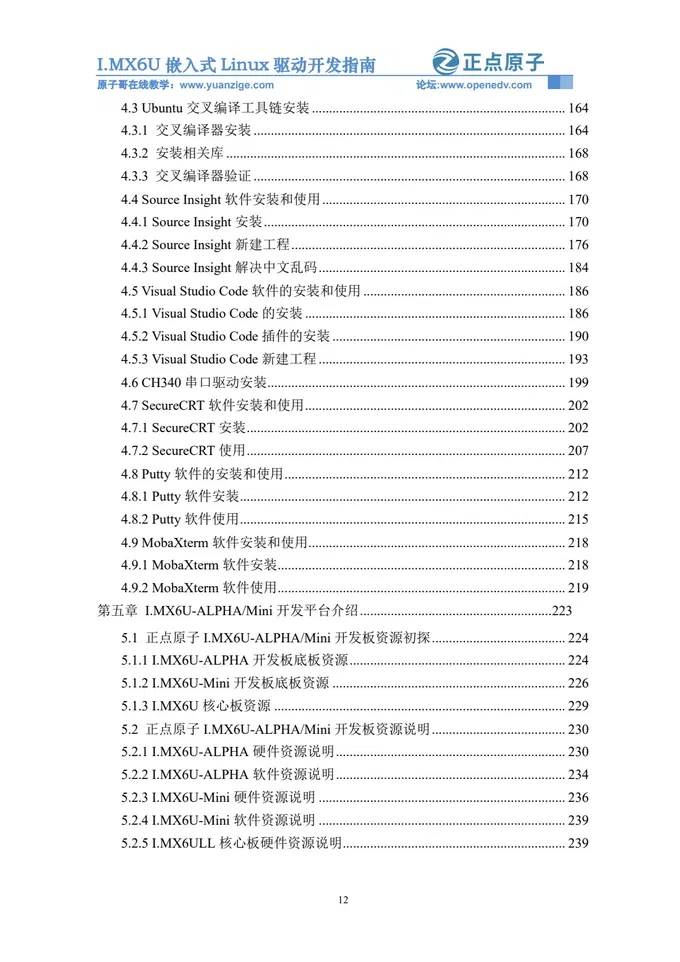 I.MX6U 嵌入式 Linux 驱动开发指南
正点原子
原子哥在线教学：www.yuanzige.com 论坛:www.openedv.com
4.3 Ubuntu 交叉编译工具链安装 ........ 164
4.3.1 交叉编译器安装 ........ 164
4.3.2 安装相关库 ........ 168
4.3.3 交叉编译器验证 ........ 168
4.4 Source Insight 软件安装和使用 ........ 170
4.4.1 Source Insight 安装 ........ 170
4.4.2 Source Insight 新建工程 ........ 176
4.4.3 Source Insight 解决中文乱码 ........ 184
4.5 Visual Studio Code 软件的安装和使用 ........ 186
4.5.1 Visual Studio Code 的安装 ........ 186
4.5.2 Visual Studio Code 插件的安装 ........ 190
4.5.3 Visual Studio Code 新建工程 ........ 193
4.6 CH340 串口驱动安装 ........ 199
4.7 SecureCRT 软件安装和使用 ........ 202
4.7.1 SecureCRT 安装 ........ 202
4.7.2 SecureCRT 使用 ........ 207
4.8 Putty 软件的安装和使用 ........ 212
4.8.1 Putty 软件安装 ........ 212
4.8.2 Putty 软件使用 ........ 215
4.9 MobaXterm 软件安装和使用 ........ 218
4.9.1 MobaXterm 软件安装 ........ 218
4.9.2 MobaXterm 软件使用 ........ 219
第五章 I.MX6U-ALPHA/Mini 开发平台介绍 ........ 223
5.1 正点原子 I.MX6U-ALPHA/Mini 开发板资源初探 ........ 224
5.1.1 I.MX6U-ALPHA 开发板底板资源 ........ 224
5.1.2 I.MX6U-Mini 开发板底板资源 ........ 226
5.1.3 I.MX6U 核心板资源 ........ 229
5.2 正点原子 I.MX6U-ALPHA/Mini 开发板资源说明 ........ 230
5.2.1 I.MX6U-ALPHA 硬件资源说明 ........ 230
5.2.2 I.MX6U-ALPHA 软件资源说明 ........ 234
5.2.3 I.MX6U-Mini 硬件资源说明 ........ 236
5.2.4 I.MX6U-Mini 软件资源说明 ........ 239
5.2.5 I.MX6ULL 核心板硬件资源说明 ........ 239
12